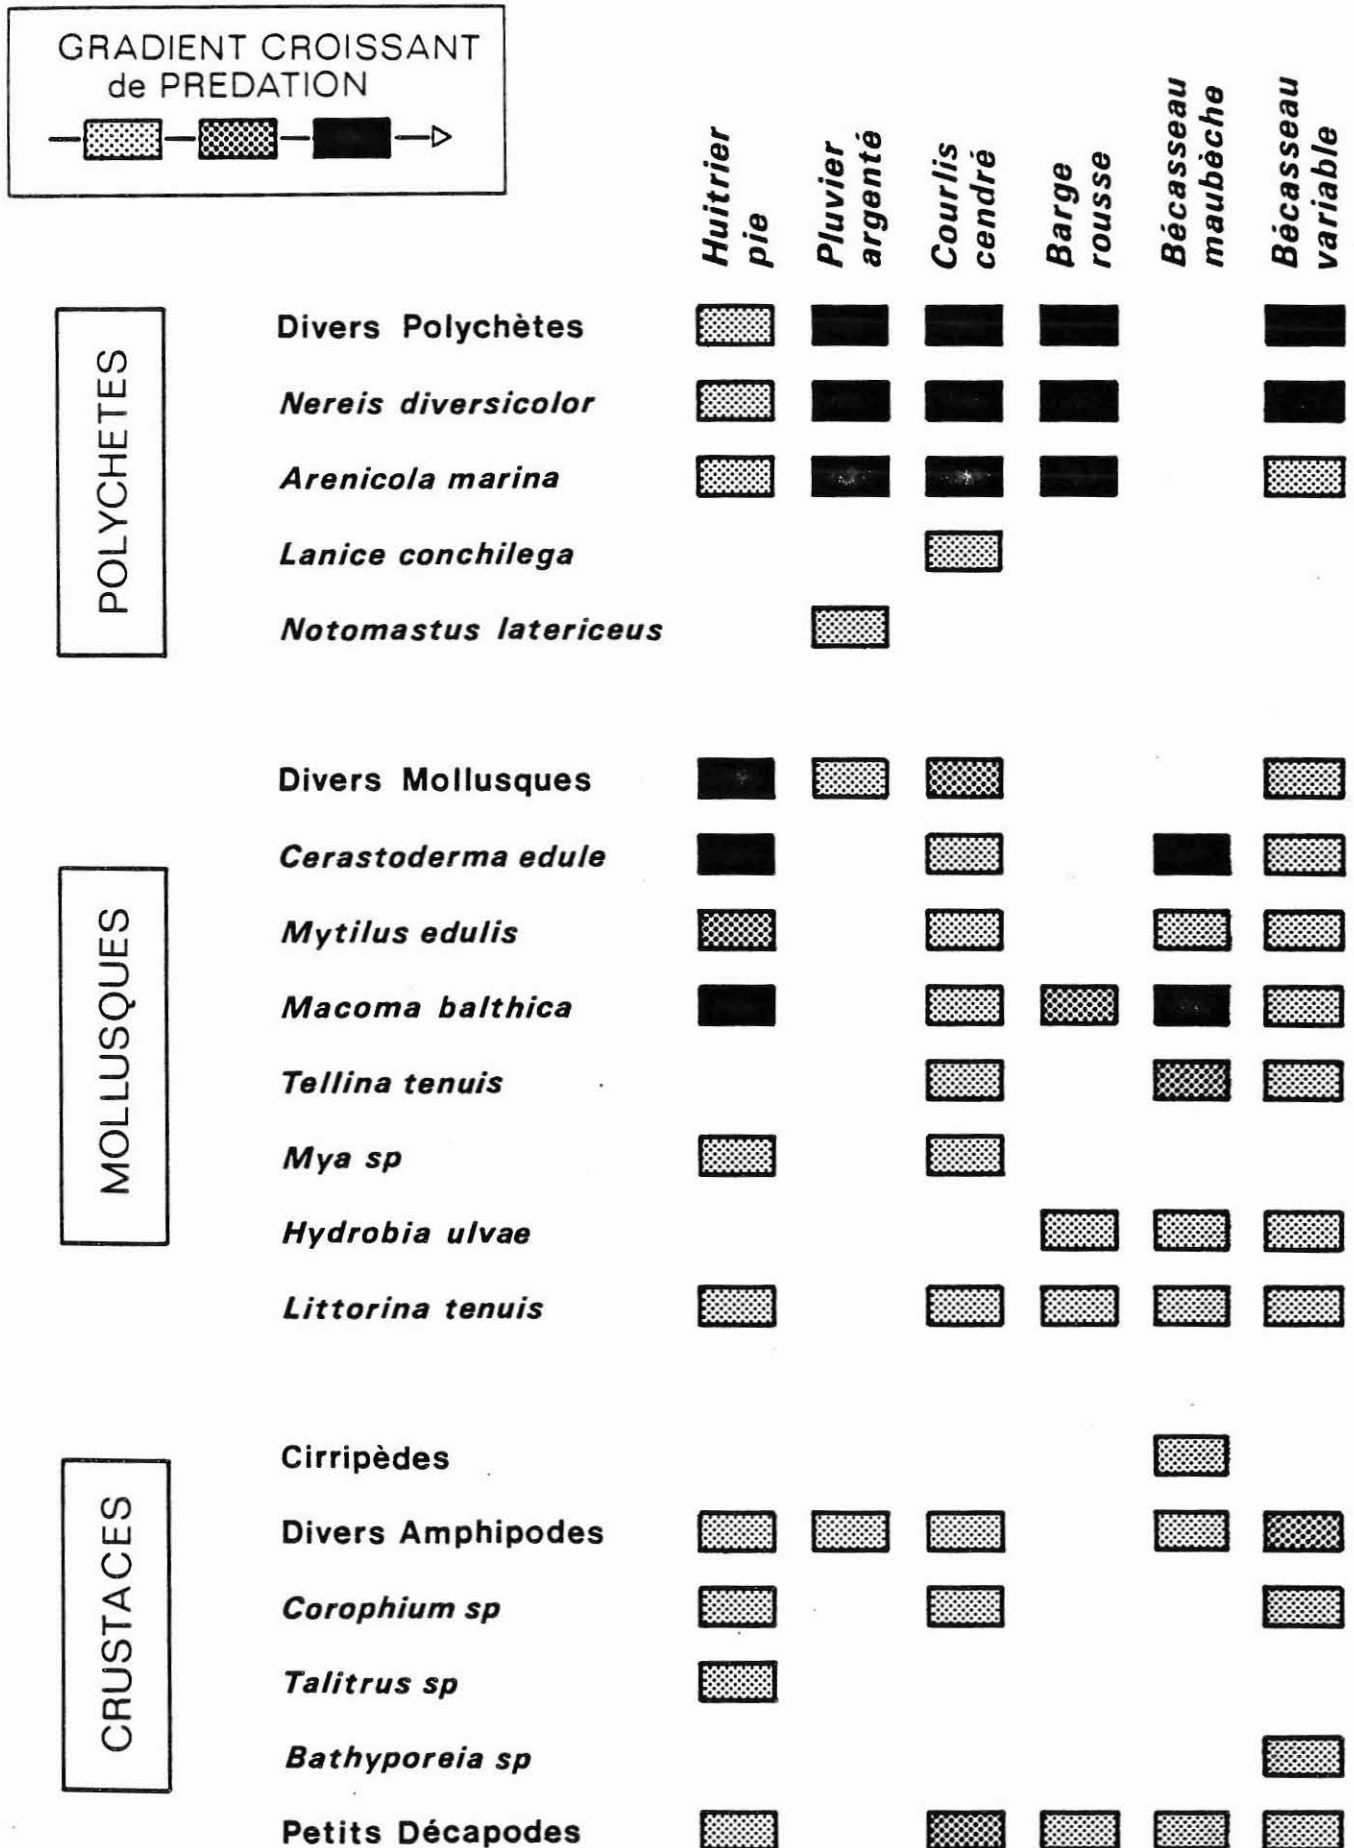 GRADIENT CROISSANT
de PREDATION
Huitrier
pie
Pluvier
argenté
Courlis
cendré
Barge
rousse
Bécasseau
maubèche
Bécasseau
variable
POLYCHETES
Divers Polychètes
Nereis diversicolor
Arenicola marina
Lanice conchilega
Notomastus latericeus
MOLLUSQUES
Divers Mollusques
Cerastoderma edule
Mytilus edulis
Macoma balthica
Tellina tenuis
Mya sp
Hydrobia ulvae
Littorina tenuis
CRUSTACES
Cirripèdes
Divers Amphipodes
Corophium sp
Talitrus sp
Bathyporeia sp
Petits Décapodes